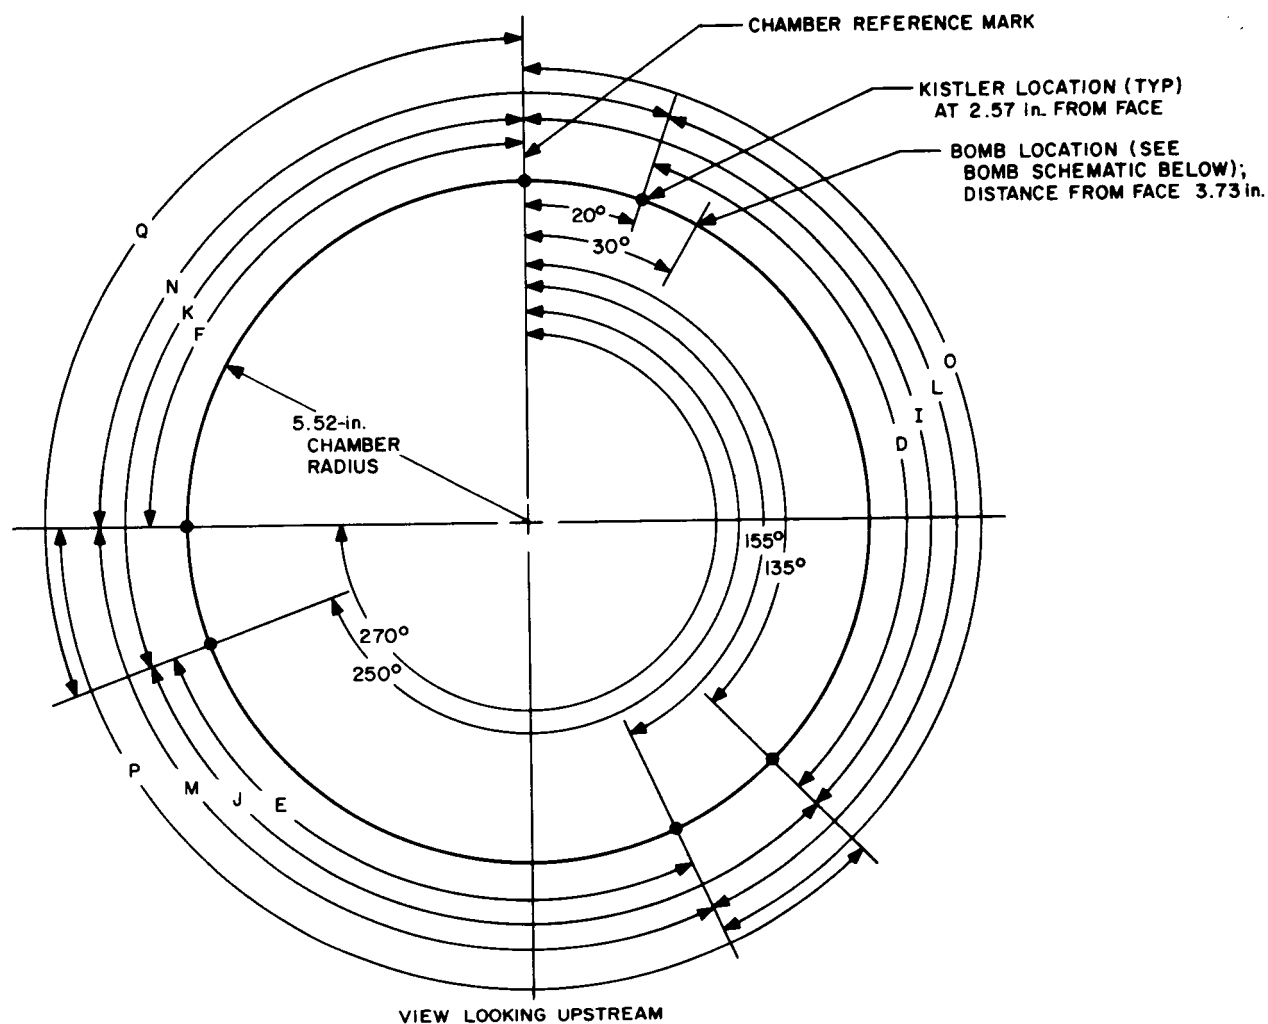 CHAMBER REFERENCE MARK
KISTLER LOCATION (TYP)
AT 2.57 in. FROM FACE
BOMB LOCATION (SEE
BOMB SCHEMATIC BELOW);
DISTANCE FROM FACE 3.73 in.
20°
30°
Q
N
K
F
O
L
I
D
5.52-in.
CHAMBER
RADIUS
155°
135°
270°
250°
P
M
J
E
VIEW LOOKING UPSTREAM